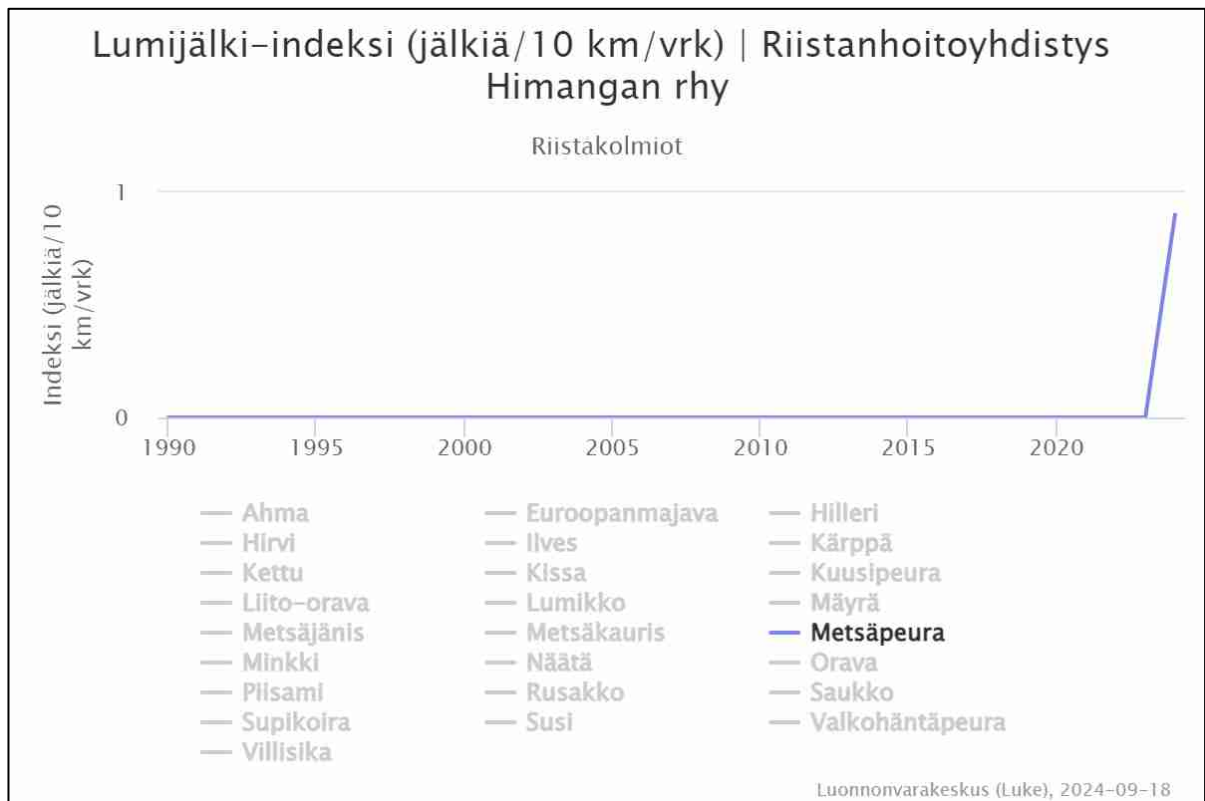 Lumijälki-indeksi (jälkiä/10 km/vrk) | Riistanhoitoyhdistys
Himangan rhy
Riistakolmiot
Indeksi (jälkiä/10
km/vrk)
1
0
1990 1995 2000 2005 2010 2015 2020
Ahma Euroopanmajava Hilleri
Hirvi Ilves Kärppä
Kettu Kissa Kuusipeura
Liito-orava Lumikko Mäyrä
Metsäjänis Metsäkauris Metsäpeura
Minkki Näätä Orava
Piisami Rusakko Saukko
Supikoira Susi Valkohäntäpeura
Villisika
Luonnonvarakeskus (Luke), 2024-09-18